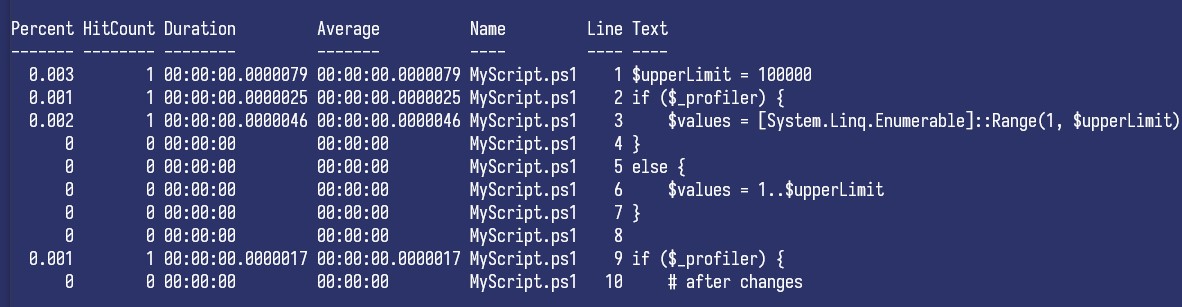 Percent HitCount Duration         Average          Name        Line Text
------- -------- --------         -------          ----        ---- ----
  0.003        1 00:00:00.0000079 00:00:00.0000079 MyScript.ps1   1 $upperLimit = 100000
  0.001        1 00:00:00.0000025 00:00:00.0000025 MyScript.ps1   2 if ($_profiler) {
  0.002        1 00:00:00.0000046 00:00:00.0000046 MyScript.ps1   3     $values = [System.Linq.Enumerable]::Range(1, $upperLimit)
      0        0 00:00:00         00:00:00         MyScript.ps1   4 }
      0        0 00:00:00         00:00:00         MyScript.ps1   5 else {
      0        0 00:00:00         00:00:00         MyScript.ps1   6     $values = 1..$upperLimit
      0        0 00:00:00         00:00:00         MyScript.ps1   7 }
      0        0 00:00:00         00:00:00         MyScript.ps1   8
  0.001        1 00:00:00.0000017 00:00:00.0000017 MyScript.ps1   9 if ($_profiler) {
      0        0 00:00:00         00:00:00         MyScript.ps1  10     # after changes